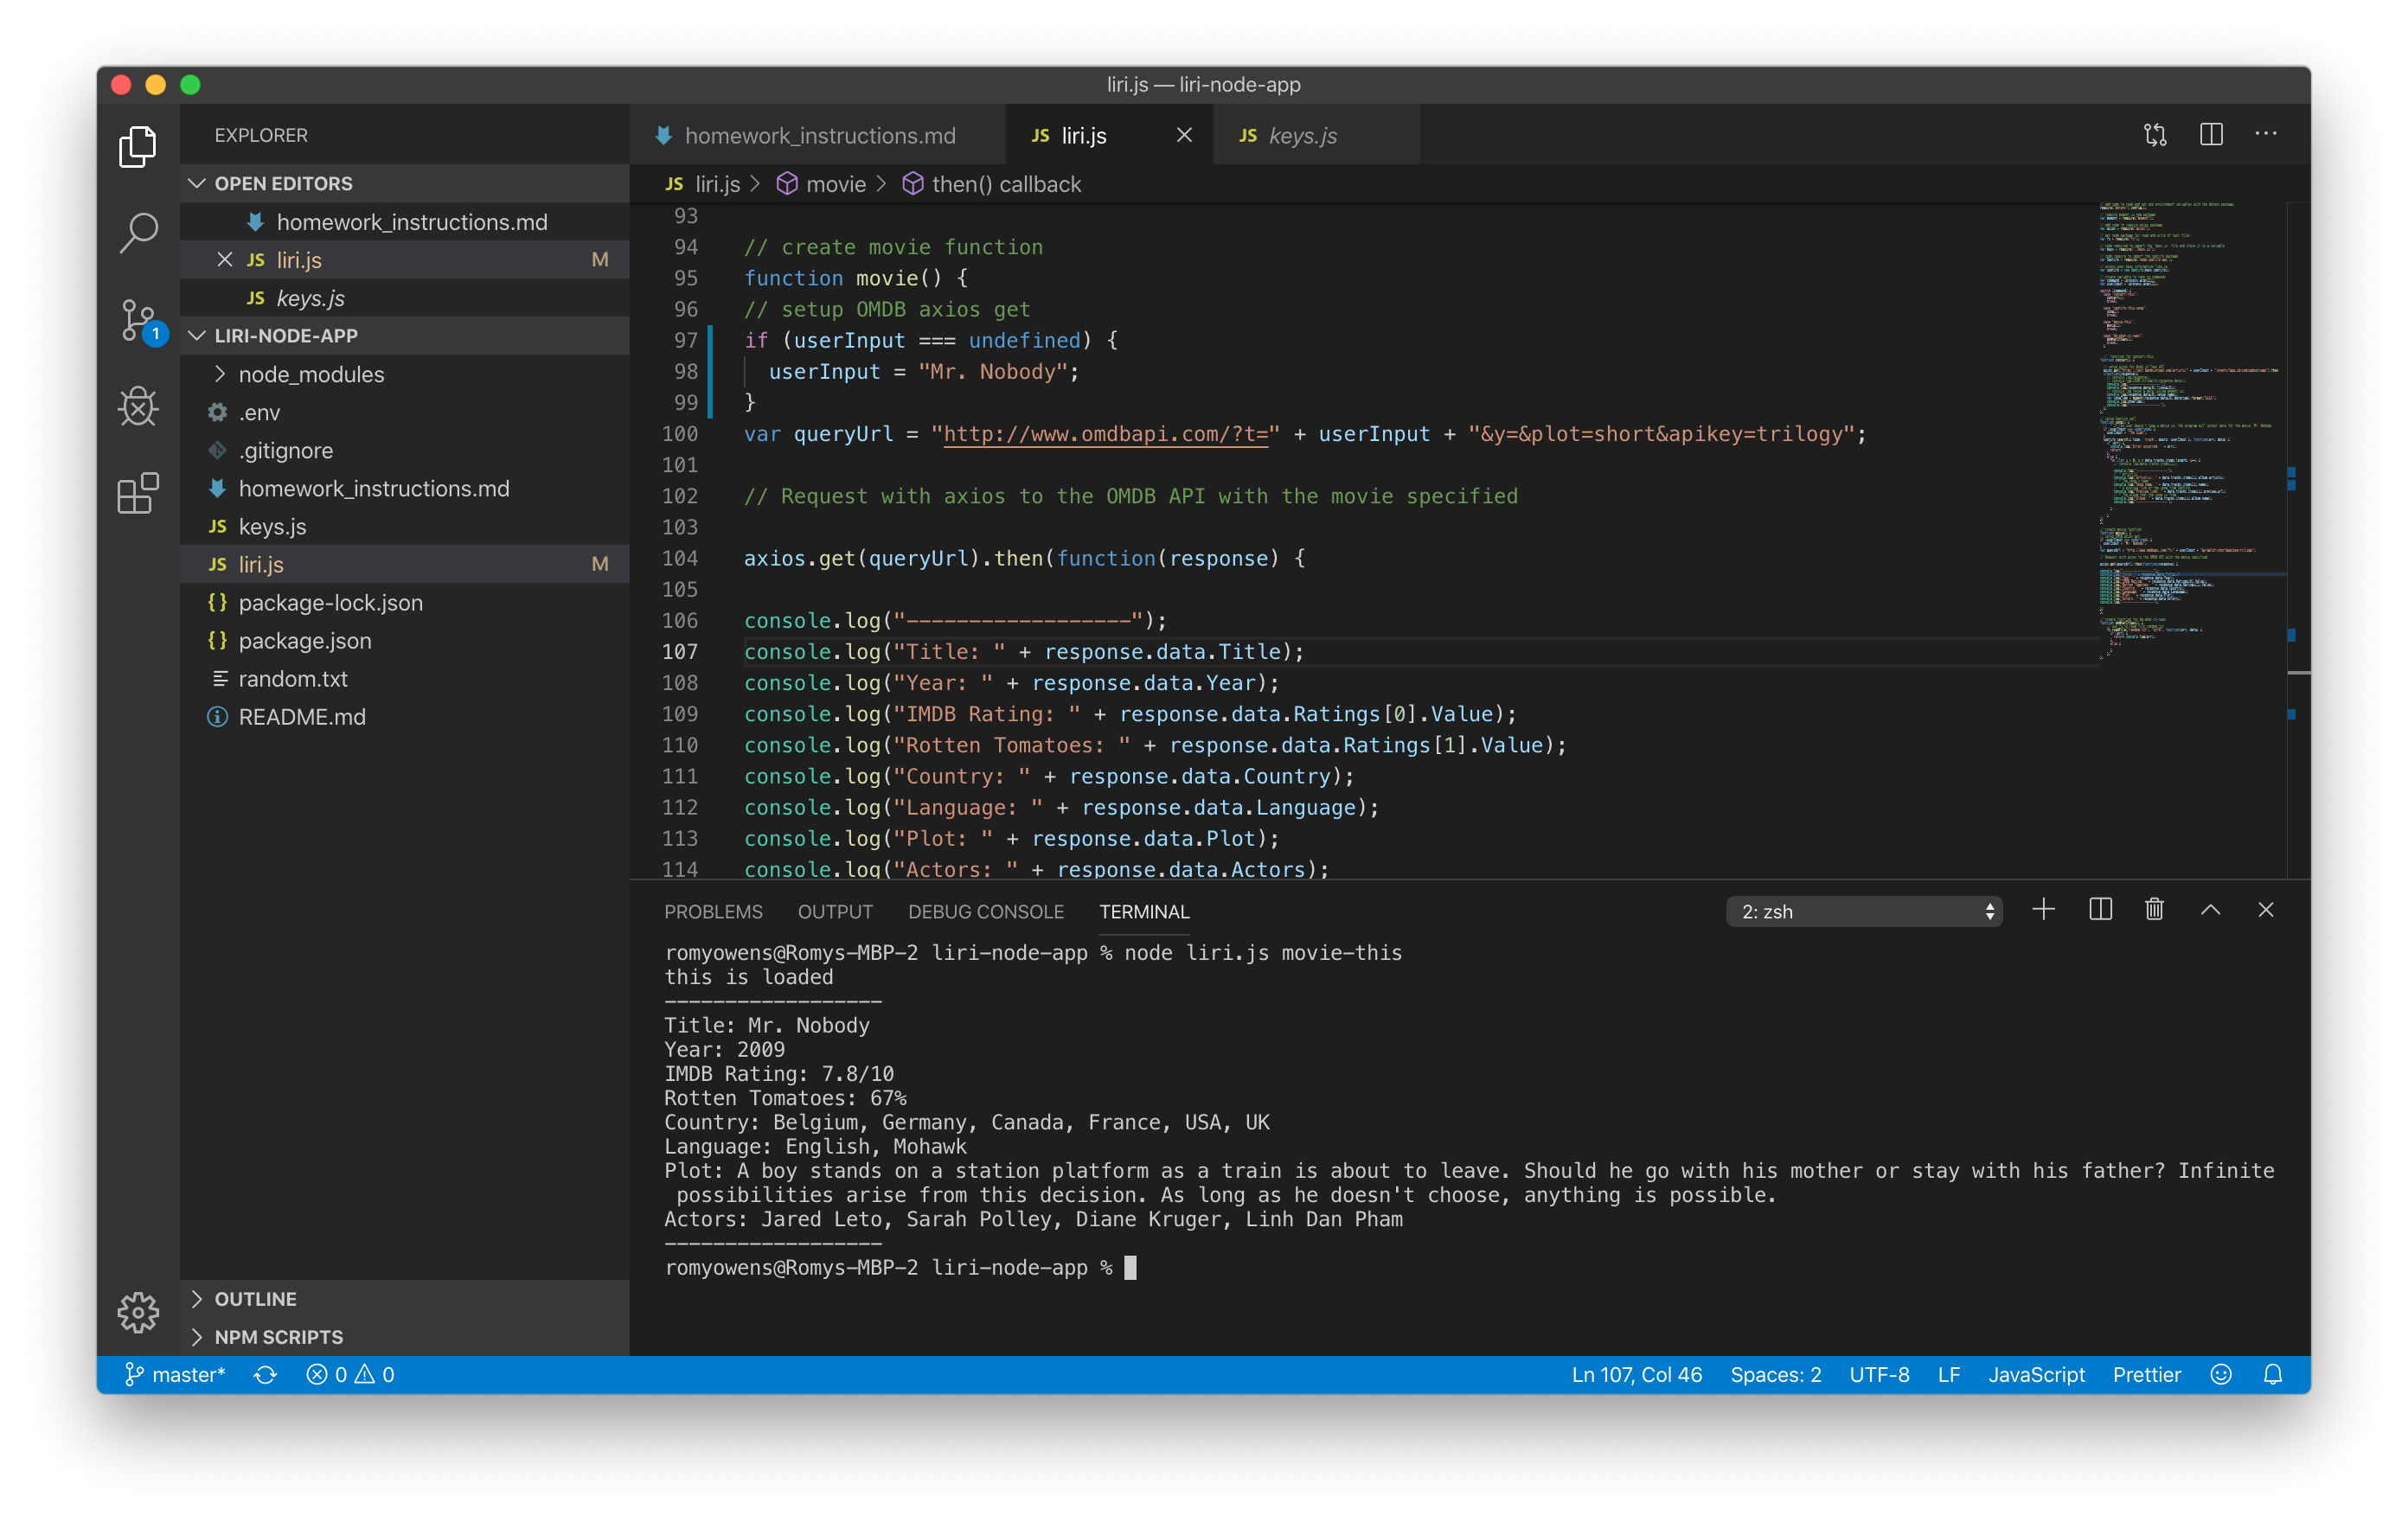 liri.js — liri-node-app
EXPLORER
OPEN EDITORS
homework_instructions.md
JS liri.js M
JS keys.js
LIRI-NODE-APP
node_modules
.env
.gitignore
homework_instructions.md
JS keys.js
JS liri.js M
{} package-lock.json
{} package.json
random.txt
README.md
OUTLINE
NPM SCRIPTS
1
homework_instructions.md
JS liri.js
JS keys.js
JS liri.js > movie > then() callback
93
94 // create movie function
95 function movie() {
96 // setup OMDB axios get
97 if (userInput === undefined) {
98 userInput = "Mr. Nobody";
99 }
100 var queryUrl = "http://www.omdbapi.com/?t=" + userInput + "&y=&plot=short&apikey=trilogy";
101
102 // Request with axios to the OMDB API with the movie specified
103
104 axios.get(queryUrl).then(function(response) {
105
106 console.log("------------------");
107 console.log("Title: " + response.data.Title);
108 console.log("Year: " + response.data.Year);
109 console.log("IMDB Rating: " + response.data.Ratings[0].Value);
110 console.log("Rotten Tomatoes: " + response.data.Ratings[1].Value);
111 console.log("Country: " + response.data.Country);
112 console.log("Language: " + response.data.Language);
113 console.log("Plot: " + response.data.Plot);
114 console.log("Actors: " + response.data.Actors);
PROBLEMS OUTPUT DEBUG CONSOLE TERMINAL 2: zsh
romyowens@Romys-MBP-2 liri-node-app % node liri.js movie-this
this is loaded
------------------
Title: Mr. Nobody
Year: 2009
IMDB Rating: 7.8/10
Rotten Tomatoes: 67%
Country: Belgium, Germany, Canada, France, USA, UK
Language: English, Mohawk
Plot: A boy stands on a station platform as a train is about to leave. Should he go with his mother or stay with his father? Infinite
possibilities arise from this decision. As long as he doesn't choose, anything is possible.
Actors: Jared Leto, Sarah Polley, Diane Kruger, Linh Dan Pham
------------------
romyowens@Romys-MBP-2 liri-node-app %
master* 0 0 Ln 107, Col 46 Spaces: 2 UTF-8 LF JavaScript Prettier